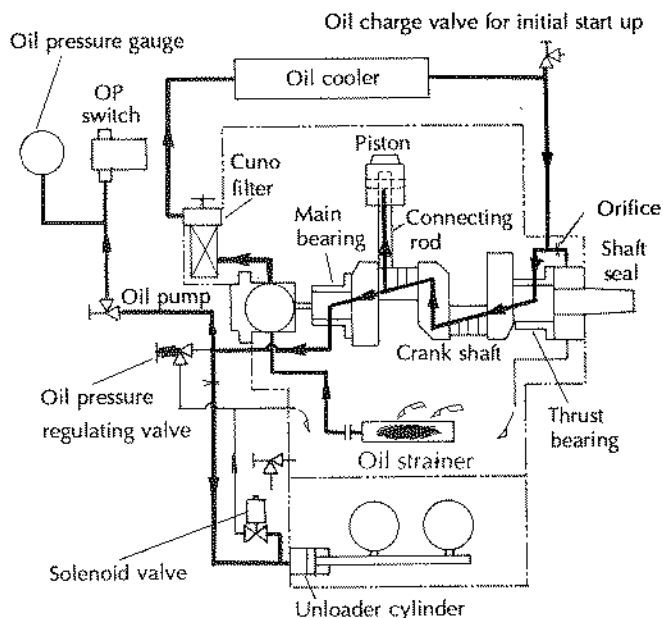 Oil charge valve for initial start up
Oil pressure gauge
OP
switch
Oil cooler
Cuno
filter
Piston
Main
bearing
Connecting
rod
Orifice
Shaft
seal
Oil pump
Crank shaft
Oil pressure
regulating valve
Thrust
bearing
Oil strainer
Solenoid valve
Unloader cylinder